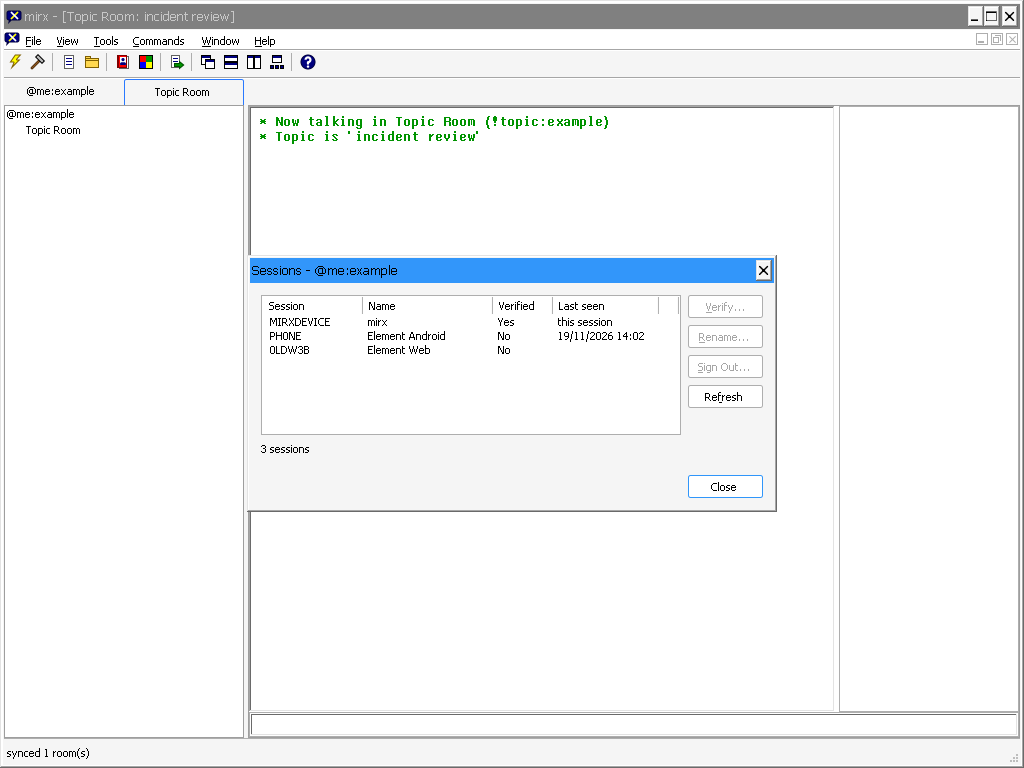 mirx - [Topic Room: incident review]
File View Tools Commands Window Help
@me:example Topic Room
@me:example
Topic Room
* Now talking in Topic Room (!topic:example)
* Topic is 'incident review'
Sessions - @me:example
Session Name Verified Last seen
MIRXDEVICE mirx Yes this session
PHONE Element Android No 19/11/2026 14:02
OLDW3B Element Web No
Verify...
Rename...
Sign Out...
Refresh
3 sessions
Close
synced 1 room(s)